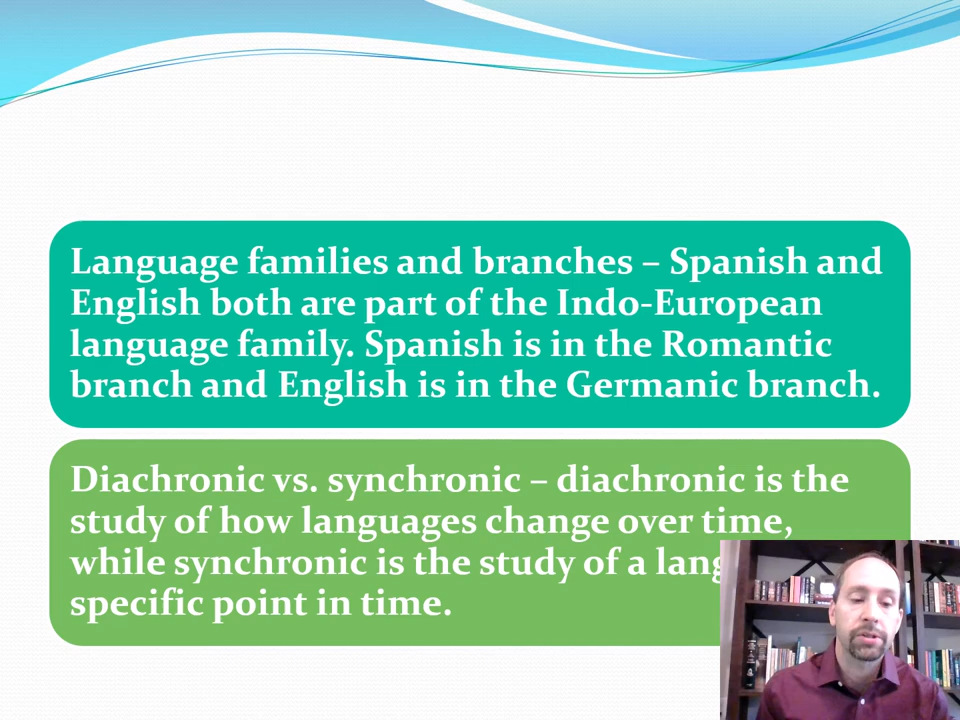 Language families and branches – Spanish and
English both are part of the Indo-European
language family. Spanish is in the Romantic
branch and English is in the Germanic branch.
Diachronic vs. synchronic – diachronic is the
study of how languages change over time,
while synchronic is the study of a
specific point in time.